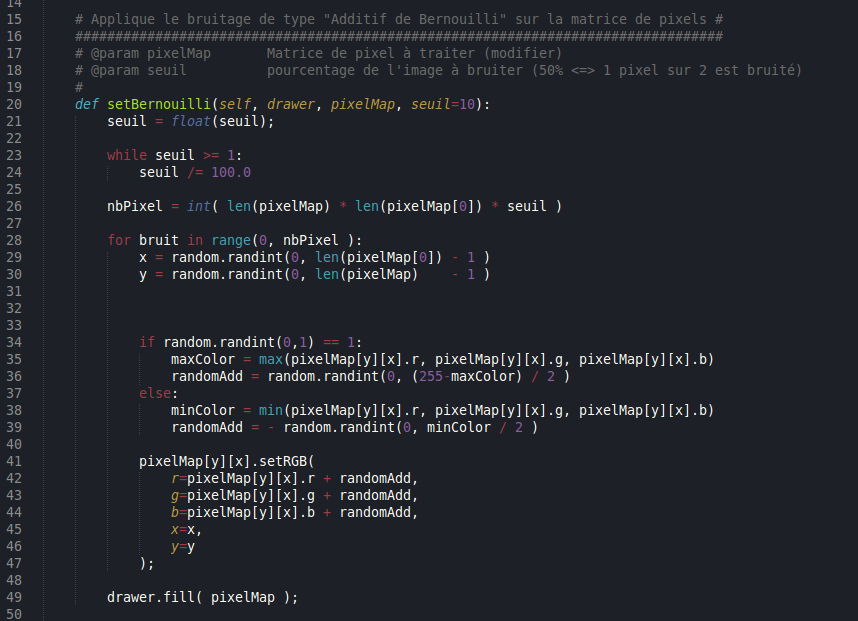 14
15 # Applique le bruitage de type "Additif de Bernouilli" sur la matrice de pixels #
16 #################################################################################
17 # @param pixelMap       Matrice de pixel à traiter (modifier)
18 # @param seuil          pourcentage de l'image à bruiter (50% <=> 1 pixel sur 2 est bruité)
19 #
20 def setBernouilli(self, drawer, pixelMap, seuil=10):
21     seuil = float(seuil);
22
23     while seuil >= 1:
24         seuil /= 100.0
25
26     nbPixel = int( len(pixelMap) * len(pixelMap[0]) * seuil )
27
28     for bruit in range(0, nbPixel ):
29         x = random.randint(0, len(pixelMap[0]) - 1 )
30         y = random.randint(0, len(pixelMap)    - 1 )
31
32
33
34         if random.randint(0,1) == 1:
35             maxColor = max(pixelMap[y][x].r, pixelMap[y][x].g, pixelMap[y][x].b)
36             randomAdd = random.randint(0, (255-maxColor) / 2 )
37         else:
38             minColor = min(pixelMap[y][x].r, pixelMap[y][x].g, pixelMap[y][x].b)
39             randomAdd = - random.randint(0, minColor / 2 )
40
41         pixelMap[y][x].setRGB(
42             r=pixelMap[y][x].r + randomAdd,
43             g=pixelMap[y][x].g + randomAdd,
44             b=pixelMap[y][x].b + randomAdd,
45             x=x,
46             y=y
47         );
48
49     drawer.fill( pixelMap );
50